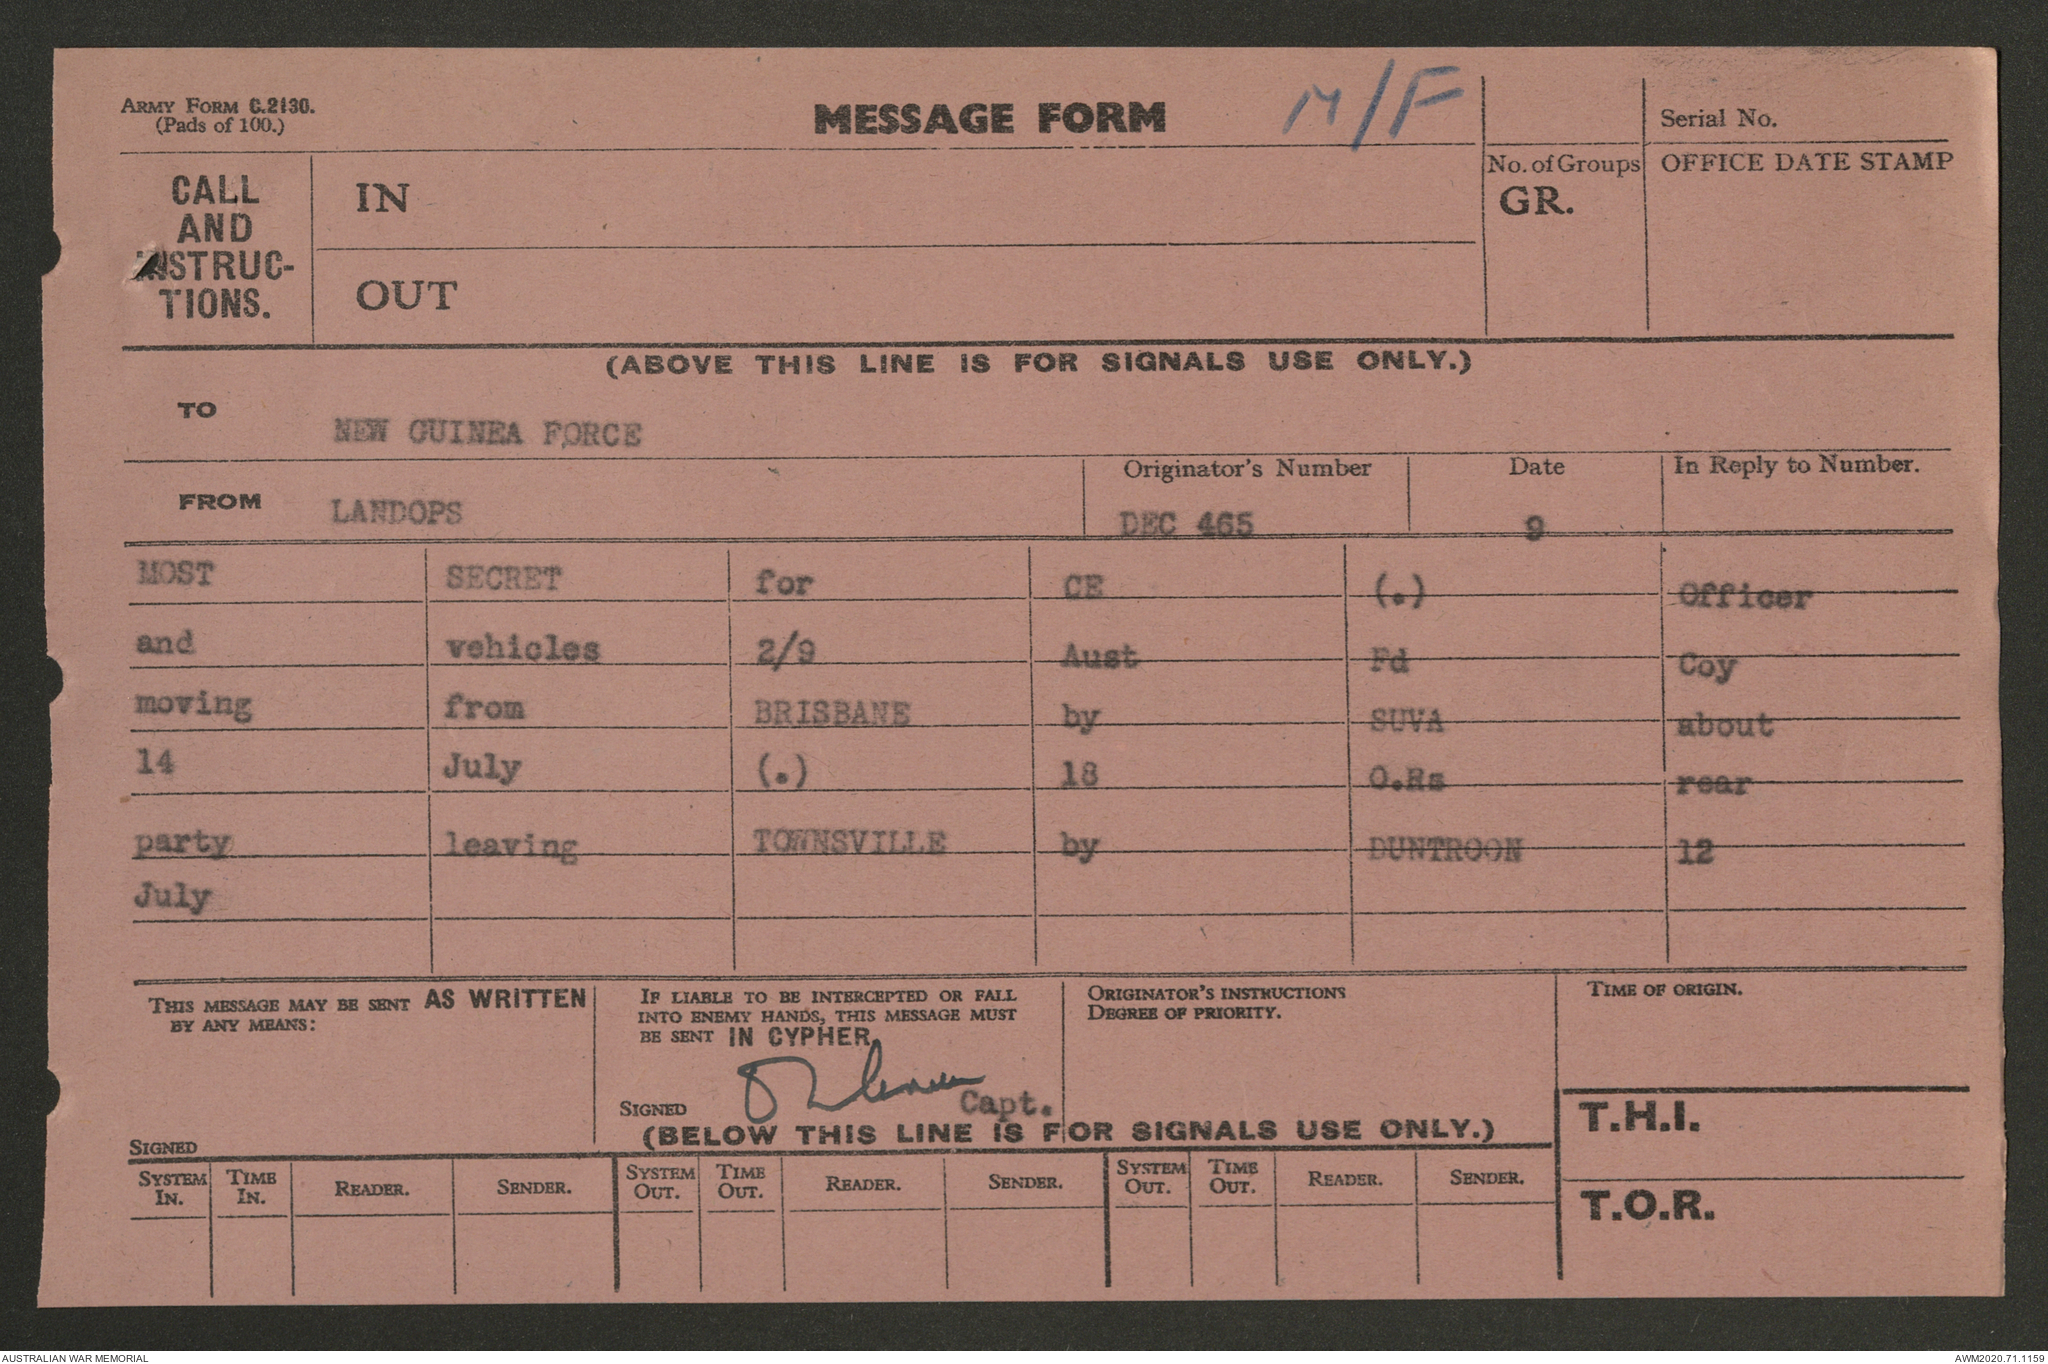 ARMY FORM C.2130.
(Pads of 100.)
MESSAGE FORM
M/F
Serial No.
CALL
AND
INSTRUC-
TIONS.
IN
OUT
No. of Groups
GR.
OFFICE DATE STAMP
(ABOVE THIS LINE IS FOR SIGNALS USE ONLY.)
TO
NEW GUINEA FORCE
FROM
LANDOPS
Originator's Number
DEC 465
Date
9
In Reply to Number.
MOST SECRET for CE (.) Officer
and vehicles 2/9 Aust Fd Coy
moving from BRISBANE by SUVA about
14 July (.) 18 O.Rs rear
party leaving TOWNSVILLE by DUNTROON 12
July
THIS MESSAGE MAY BE SENT AS WRITTEN
BY ANY MEANS:
SIGNED
IF LIABLE TO BE INTERCEPTED OR FALL
INTO ENEMY HANDS, THIS MESSAGE MUST
BE SENT IN CYPHER
SIGNED
Capt.
ORIGINATOR'S INSTRUCTIONS
DEGREE OF PRIORITY.
TIME OF ORIGIN.
T.H.I.
T.O.R.
(BELOW THIS LINE IS FOR SIGNALS USE ONLY.)
SYSTEM IN. TIME IN. READER. SENDER. SYSTEM OUT. TIME OUT. READER. SENDER. SYSTEM OUT. TIME OUT. READER. SENDER.
AUSTRALIAN WAR MEMORIAL
AWM2020.71.1159